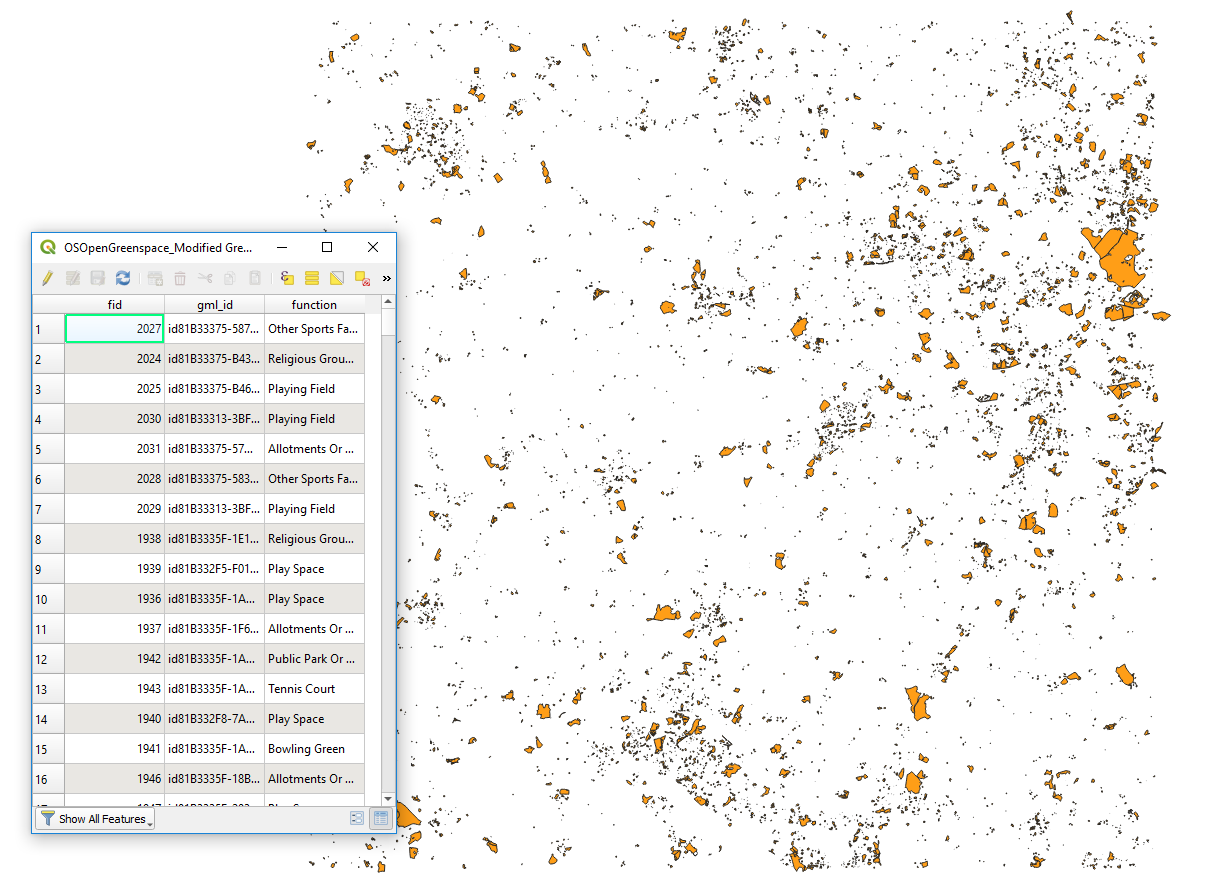 OSOpenGreenspace_Modified Gre...
»
fid gml_id function
1 2027 id81B33375-587... Other Sports Fa...
2 2024 id81B33375-B43... Religious Grou...
3 2025 id81B33375-B46... Playing Field
4 2030 id81B33313-3BF... Playing Field
5 2031 id81B33375-57... Allotments Or ...
6 2028 id81B33375-583... Other Sports Fa...
7 2029 id81B33313-3BF... Playing Field
8 1938 id81B3335F-1E1... Religious Grou...
9 1939 id81B332F5-F01... Play Space
10 1936 id81B3335F-1A... Play Space
11 1937 id81B3335F-1F6... Allotments Or ...
12 1942 id81B3335F-1A... Public Park Or ...
13 1943 id81B3335F-1A... Tennis Court
14 1940 id81B332F8-7A... Play Space
15 1941 id81B3335F-1A... Bowling Green
16 1946 id81B3335F-18B... Allotments Or ...
Show All Features